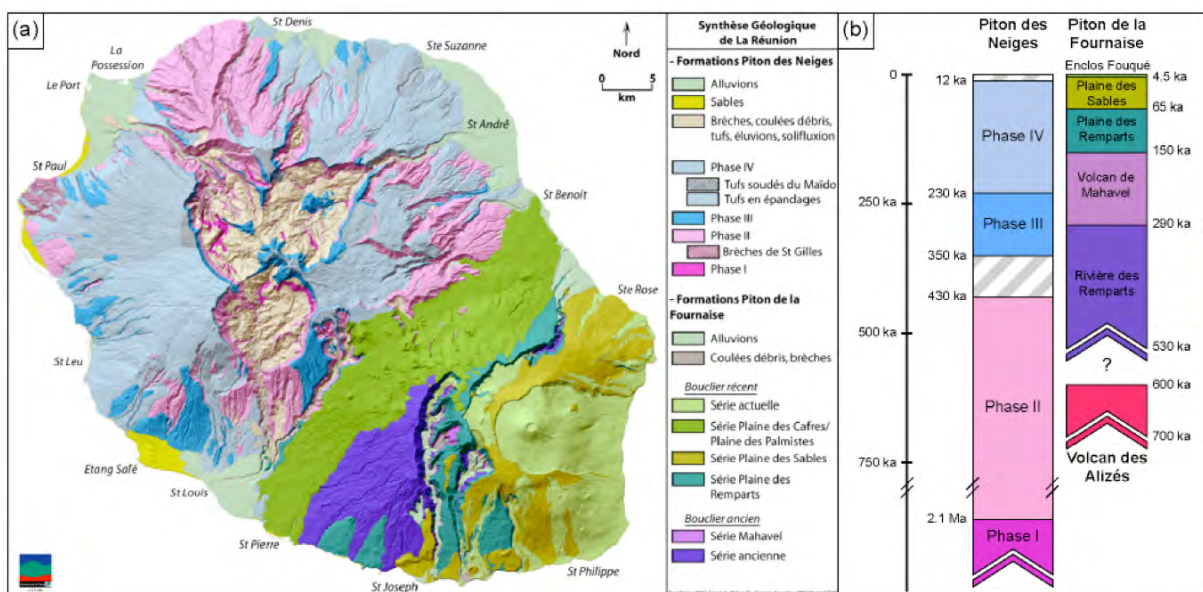 (a)
St Denis
La
Possession
Ste Suzanne
Le Port
St André
St Paul
St Benoit
Ste Rose
St Leu
Etang Salé
St Louis
St Pierre
St Joseph
St Philippe
Nord
0 5
km
Synthèse Géologique
de La Réunion
- Formations Piton des Neiges
Alluvions
Sables
Brèches, coulées débris,
tufs, éluvions, solifluxion
Phase IV
Tufs soudés du Maïdo
Tufs en épandages
Phase III
Phase II
Brèches de St Gilles
Phase I
- Formations Piton de la
Fournaise
Alluvions
Coulées débris, brèches
Bouclier récent
Série actuelle
Série Plaine des Cafres/
Plaine des Palmistes
Série Plaine des Sables
Série Plaine des
Remparts
Bouclier ancien
Série Mahavel
Série ancienne
(b)
Piton des
Neiges
Piton de la
Fournaise
Enclos Fouqué
0
12 ka
4.5 ka
Plaine des
Sables
65 ka
Plaine des
Remparts
Phase IV
150 ka
Volcan de
Mahavel
230 ka
250 ka
Phase III
290 ka
350 ka
Rivière des
Remparts
430 ka
500 ka
530 ka
?
600 ka
Phase II
700 ka
Volcan des
Alizés
750 ka
2.1 Ma
Phase I